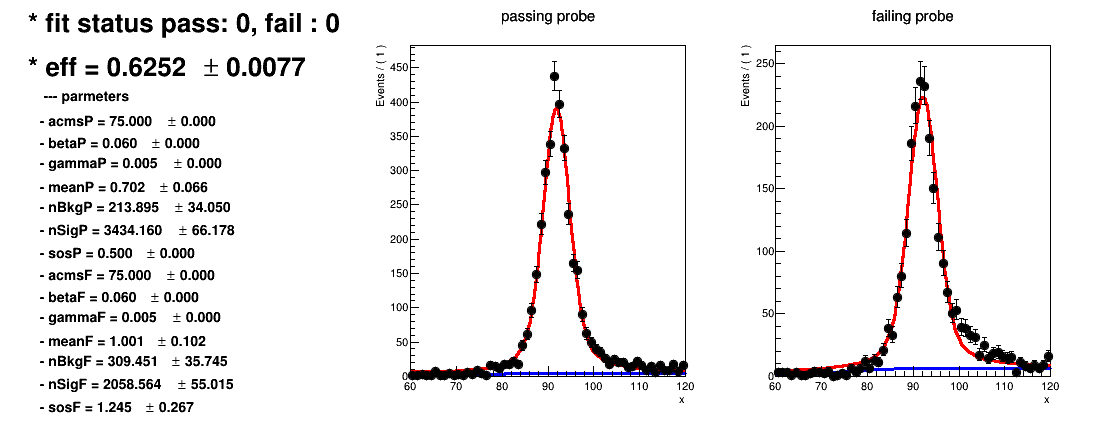 * fit status pass: 0, fail : 0
* eff = 0.6252 ± 0.0077
--- parmeters
- acmsP = 75.000 ± 0.000
- betaP = 0.060 ± 0.000
- gammaP = 0.005 ± 0.000
- meanP = 0.702 ± 0.066
- nBkgP = 213.895 ± 34.050
- nSigP = 3434.160 ± 66.178
- sosP = 0.500 ± 0.000
- acmsF = 75.000 ± 0.000
- betaF = 0.060 ± 0.000
- gammaF = 0.005 ± 0.000
- meanF = 1.001 ± 0.102
- nBkgF = 309.451 ± 35.745
- nSigF = 2058.564 ± 55.015
- sosF = 1.245 ± 0.267
passing probe
Events / ( 1 )
450
400
350
300
250
200
150
100
50
0
60 70 80 90 100 110 120
x
failing probe
Events / ( 1 )
250
200
150
100
50
0
60 70 80 90 100 110 120
x